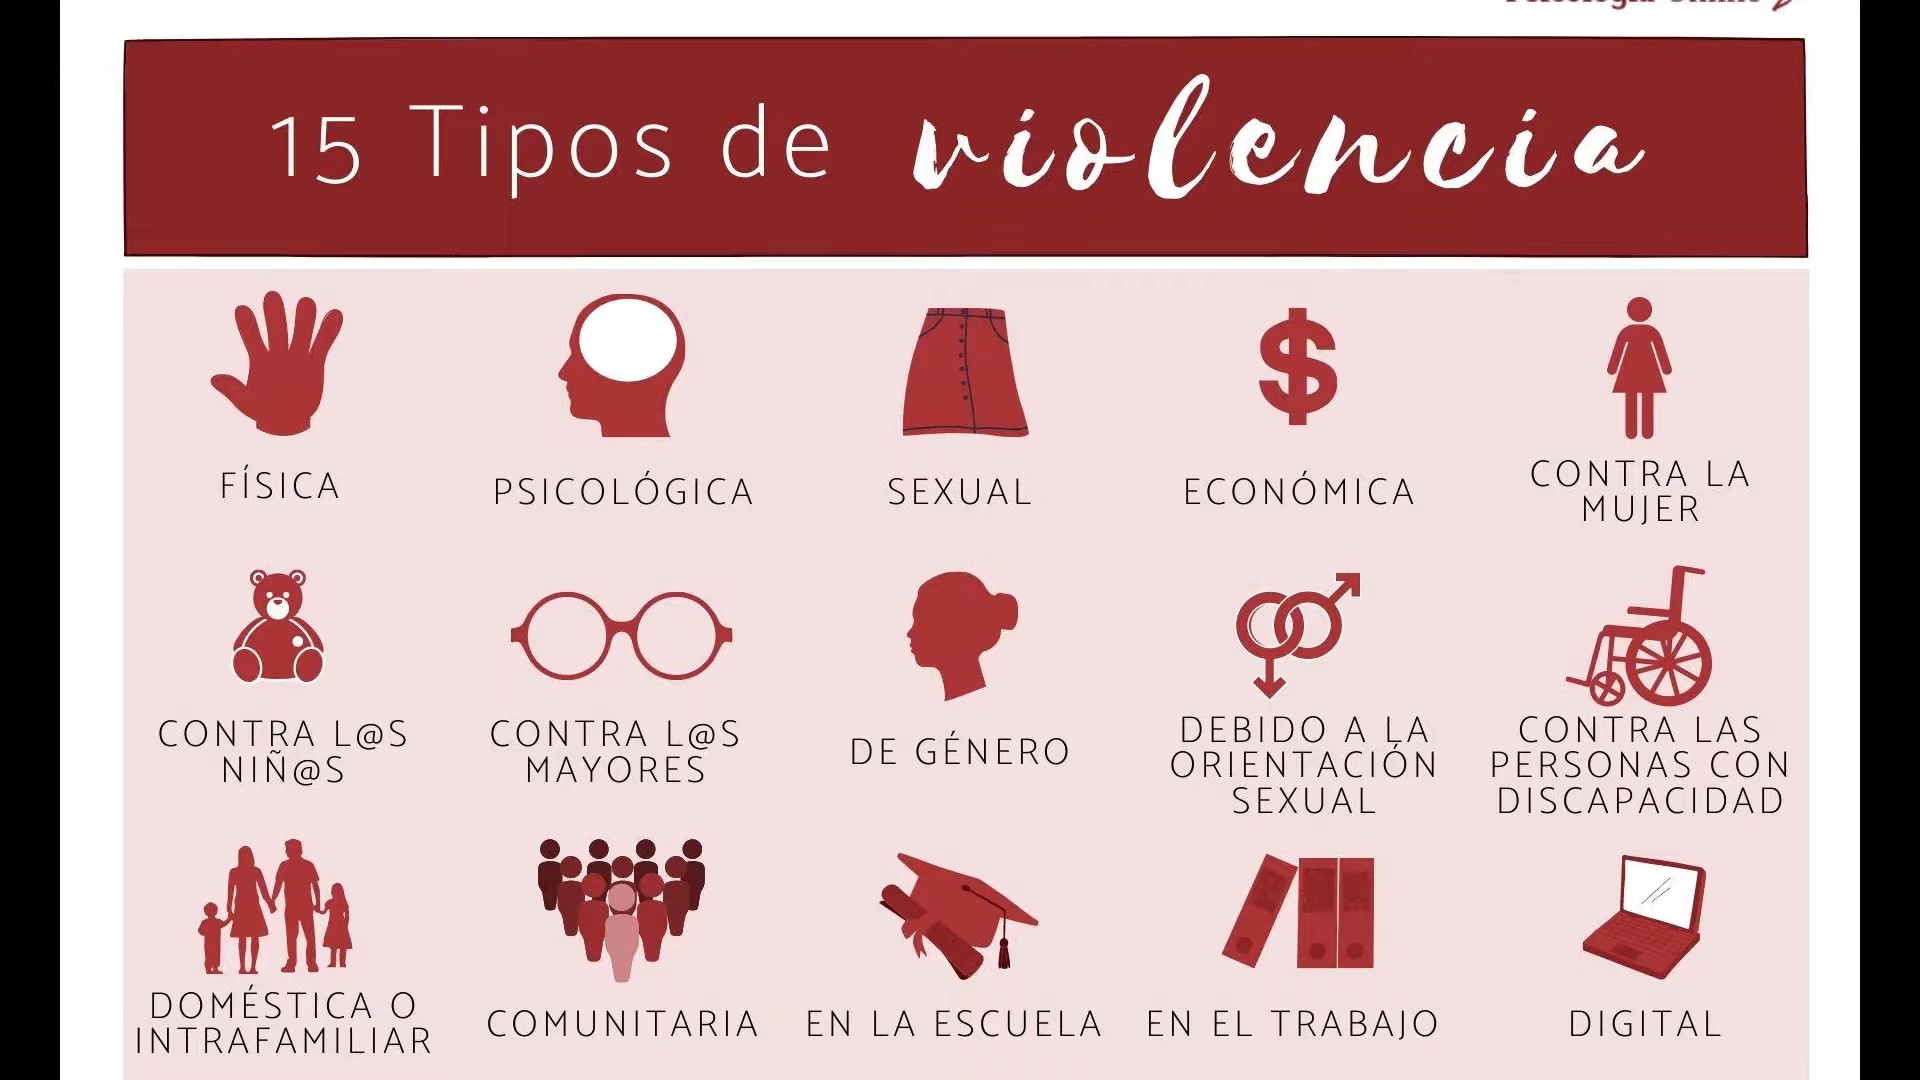 15 Tipos de violencia
FÍSICA
PSICOLÓGICA
SEXUAL
ECONÓMICA
CONTRA LA
MUJER
CONTRA L@S
NIÑ@S
CONTRA L@S
MAYORES
DE GÉNERO
DEBIDO A LA
ORIENTACIÓN
SEXUAL
CONTRA LAS
PERSONAS CON
DISCAPACIDAD
DOMÉSTICA O
INTRAFAMILIAR
COMUNITARIA
EN LA ESCUELA
EN EL TRABAJO
DIGITAL